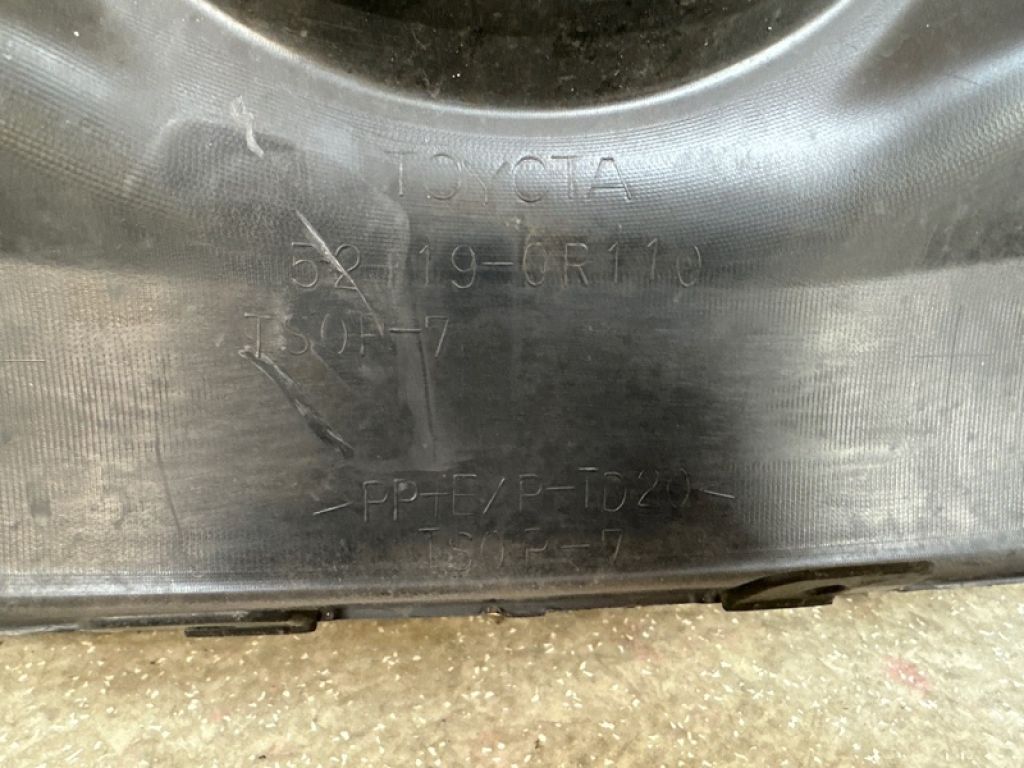 TOYOTA
52119-0R110
TSOP-7
>PP+E/P-TD20<
TSOP-7